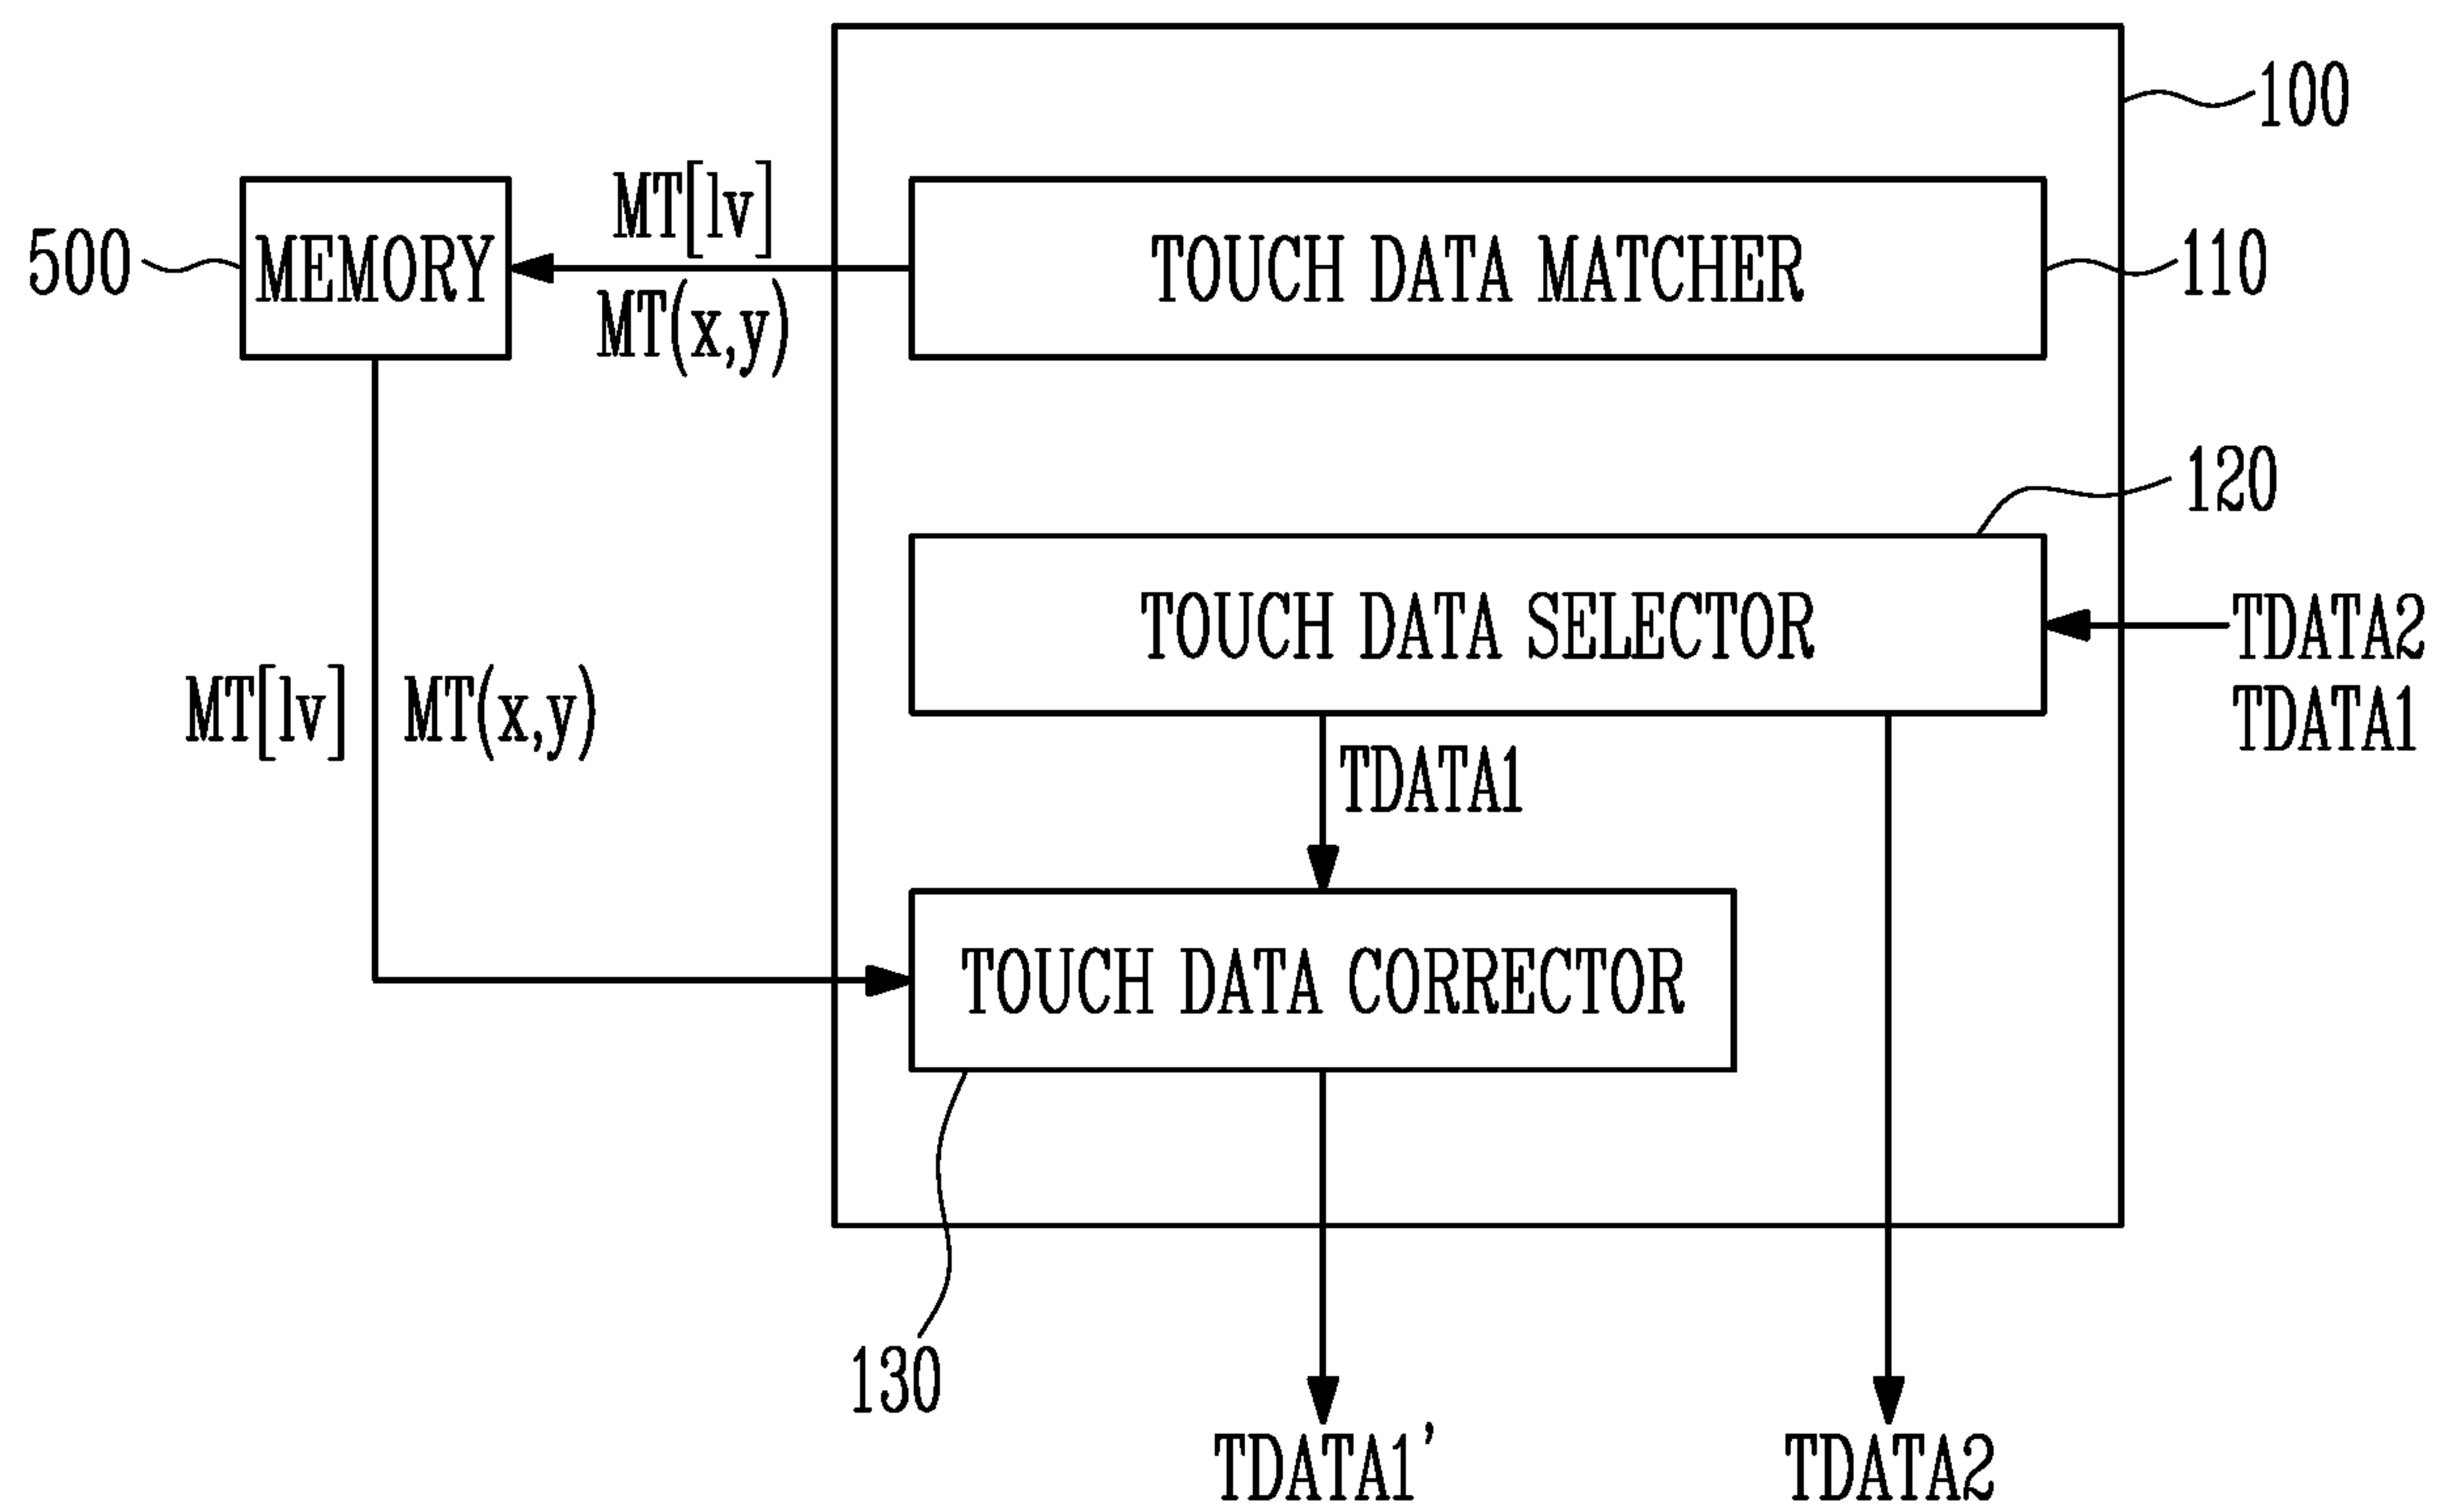 100
MT[lv]
500
MEMORY
TOUCH DATA MATCHER
110
MT(x,y)
120
TOUCH DATA SELECTOR
TDATA2
TDATA1
MT[lv]
MT(x,y)
TDATA1
TOUCH DATA CORRECTOR
130
TDATA1'
TDATA2